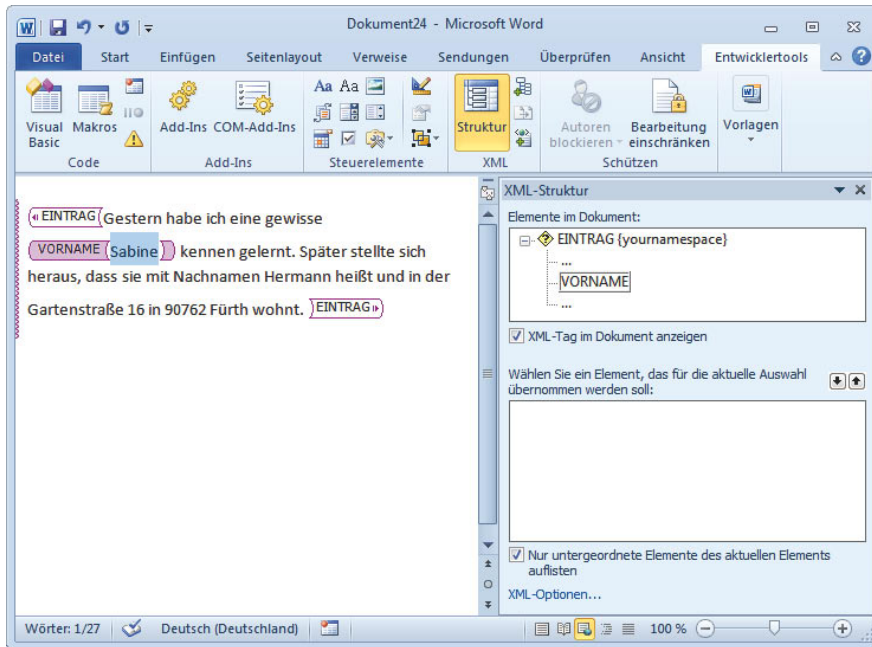 Dokument24 - Microsoft Word
Datei Start Einfügen Seitenlayout Verweise Sendungen Überprüfen Ansicht Entwicklertools
Visual Basic
Makros
Code
Add-Ins COM-Add-Ins
Add-Ins
Aa Aa
Steuerelemente
Struktur
XML
Autoren blockieren
Bearbeitung einschränken
Schützen
Vorlagen
EINTRAG Gestern habe ich eine gewisse
VORNAME Sabine kennen gelernt. Später stellte sich
heraus, dass sie mit Nachnamen Hermann heißt und in der
Gartenstraße 16 in 90762 Fürth wohnt. EINTRAG
XML-Struktur
Elemente im Dokument:
EINTRAG {yournamespace}
...
VORNAME
...
XML-Tag im Dokument anzeigen
Wählen Sie ein Element, das für die aktuelle Auswahl
übernommen werden soll:
Nur untergeordnete Elemente des aktuellen Elements
auflisten
XML-Optionen...
Wörter: 1/27 Deutsch (Deutschland) 100 %